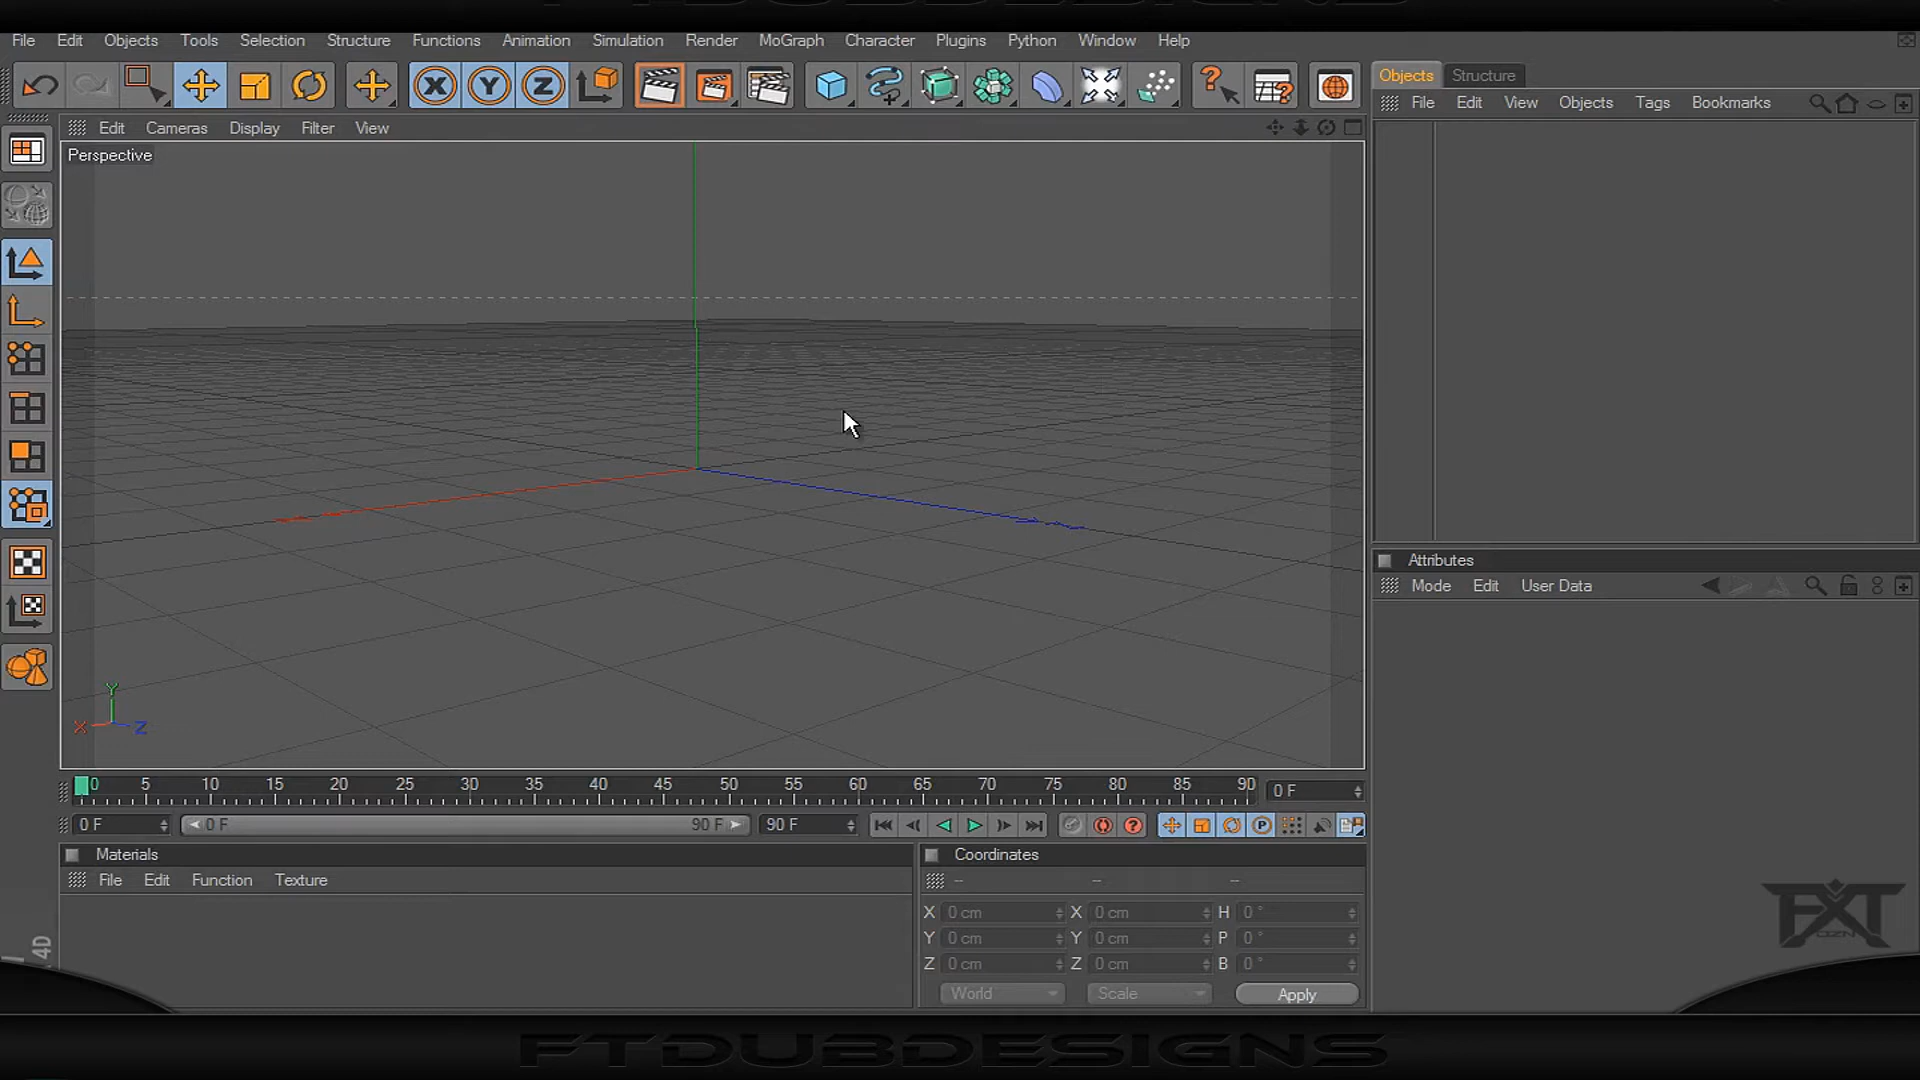 File Edit Objects Tools Selection Structure Functions Animation Simulation Render MoGraph Character Plugins Python Window Help
Objects Structure
File Edit View Objects Tags Bookmarks
Edit Cameras Display Filter View
Perspective
X Y Z
Attributes
Mode Edit User Data
Y
X Z
0 5 10 15 20 25 30 35 40 45 50 55 60 65 70 75 80 85 90 0 F
0 F 0 F 90 F 90 F
Materials
File Edit Function Texture
Coordinates
-- -- --
X 0 cm X 0 cm H 0 °
Y 0 cm Y 0 cm P 0 °
Z 0 cm Z 0 cm B 0 °
World Scale Apply
4D
FXT
FTDUBDESIGNS